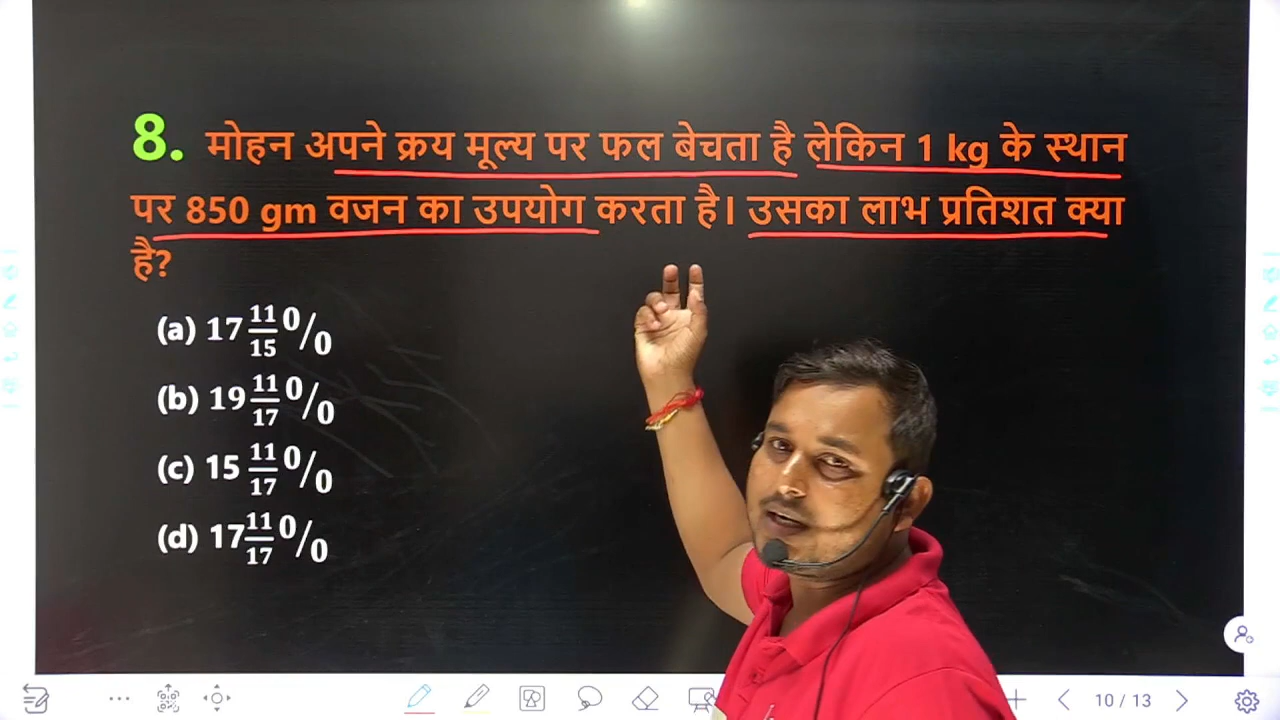 8. मोहन अपने क्रय मूल्य पर फल बेचता है लेकिन 1 kg के स्थान
पर 850 gm वजन का उपयोग करता है। उसका लाभ प्रतिशत क्या
है?
(a) 17 11/15 %
(b) 19 11/17 %
(c) 15 11/17 %
(d) 17 11/17 %
10 / 13